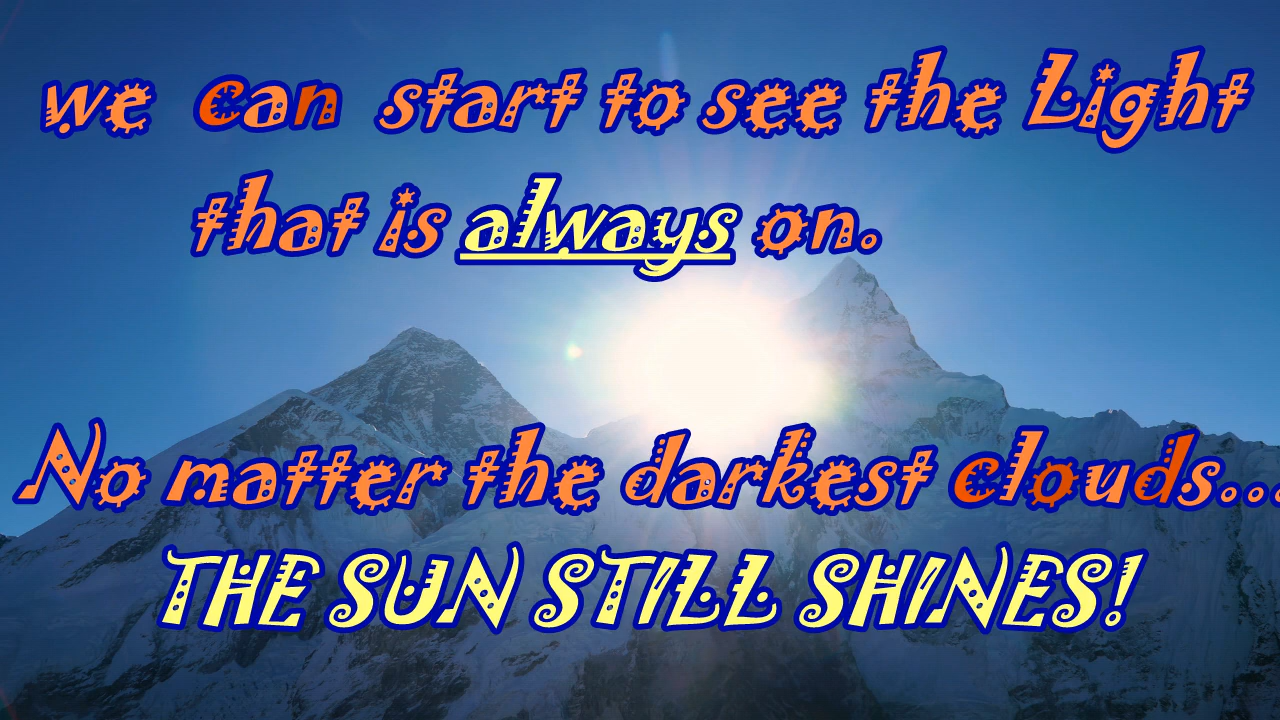 we can start to see the Light
that is always on.
No matter the darkest clouds...
THE SUN STILL SHINES!